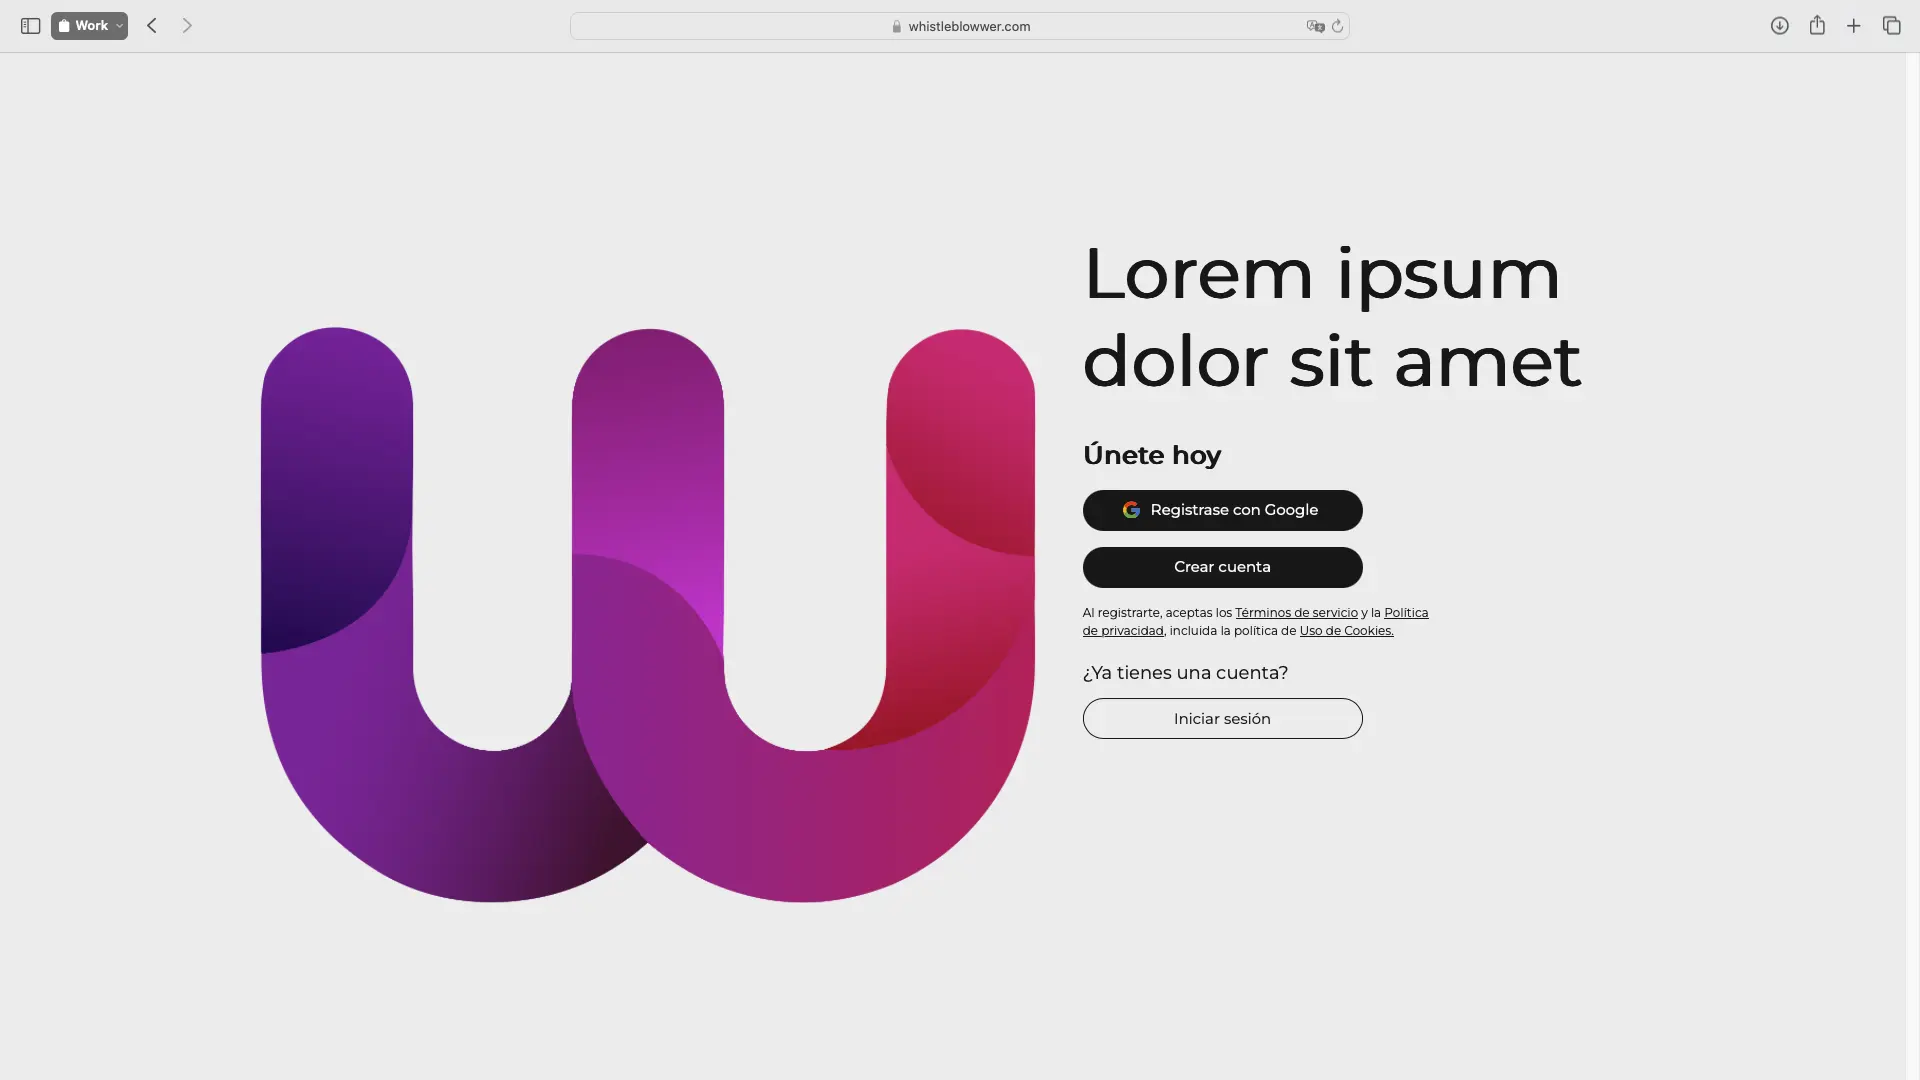 Work
whistleblowwer.com
Lorem ipsum
dolor sit amet
Únete hoy
Registrase con Google
Crear cuenta
Al registrarte, aceptas los Términos de servicio y la Política
de privacidad, incluida la política de Uso de Cookies.
¿Ya tienes una cuenta?
Iniciar sesión